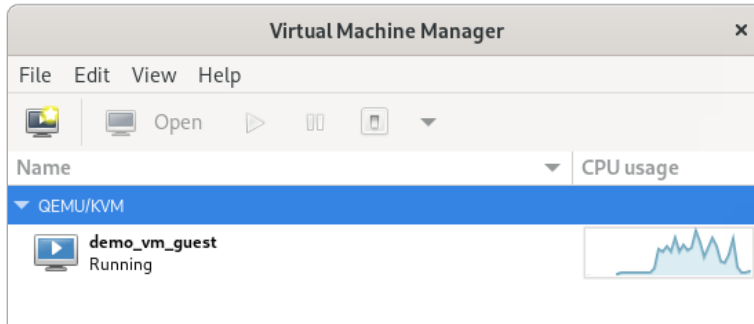 Virtual Machine Manager
File Edit View Help
Open
Name CPU usage
QEMU/KVM
demo_vm_guest
Running